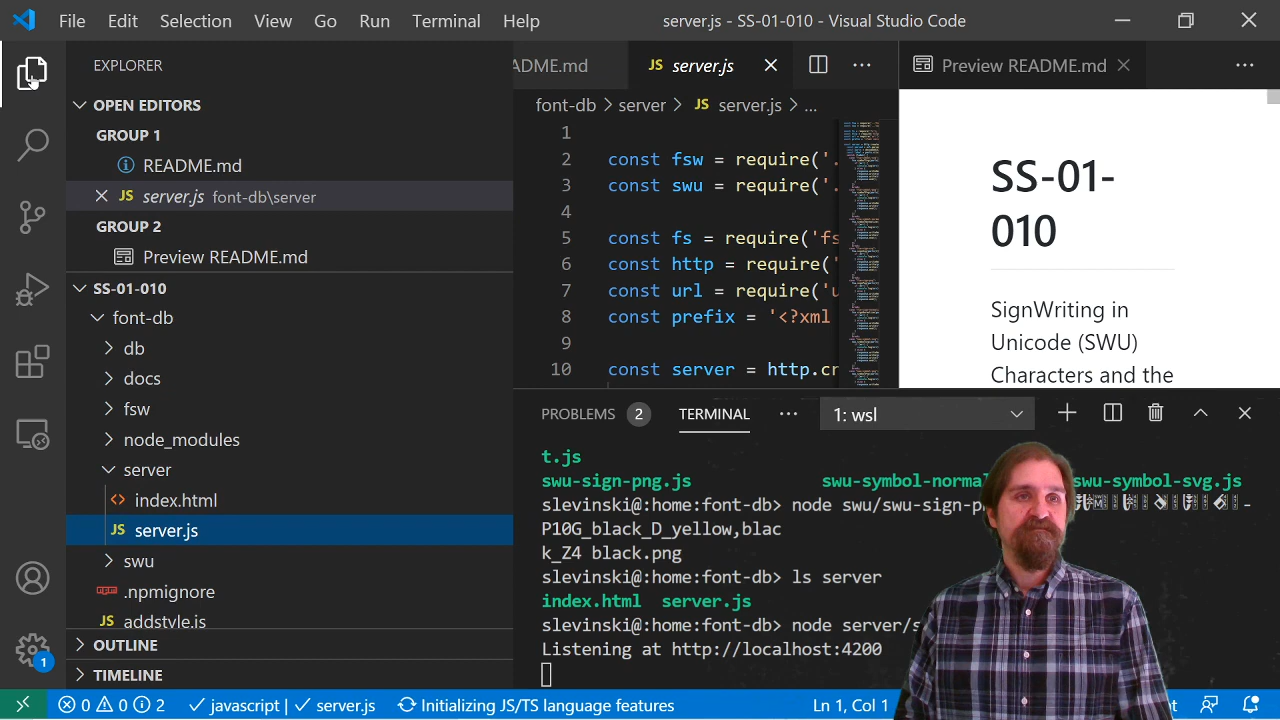 File Edit Selection View Go Run Terminal Help server.js - SS-01-010 - Visual Studio Code
EXPLORER
OPEN EDITORS
GROUP 1
README.md
server.js font-db\server
GROUP 2
Preview README.md
SS-01-010
font-db
db
docs
fsw
node_modules
server
index.html
JS server.js
swu
.npmignore
JS addstyle.js
OUTLINE
TIMELINE
1
ADME.md JS server.js
font-db > server > JS server.js > ...
1
2 const fsw = require('.
3 const swu = require('.
4
5 const fs = require('fs
6 const http = require('
7 const url = require('u
8 const prefix = '<?xml
9
10 const server = http.cr
Preview README.md
SS-01-
010
SignWriting in
Unicode (SWU)
Characters and the
PROBLEMS 2 TERMINAL ... 1: wsl
t.js
swu-sign-png.js swu-symbol-normal swu-symbol-svg.js
slevinski@:home:font-db> node swu/swu-sign-p
P10G_black_D_yellow,blac
k_Z4 black.png
slevinski@:home:font-db> ls server
index.html server.js
slevinski@:home:font-db> node server/s
Listening at http://localhost:4200
0 0 2 javascript | server.js Initializing JS/TS language features Ln 1, Col 1